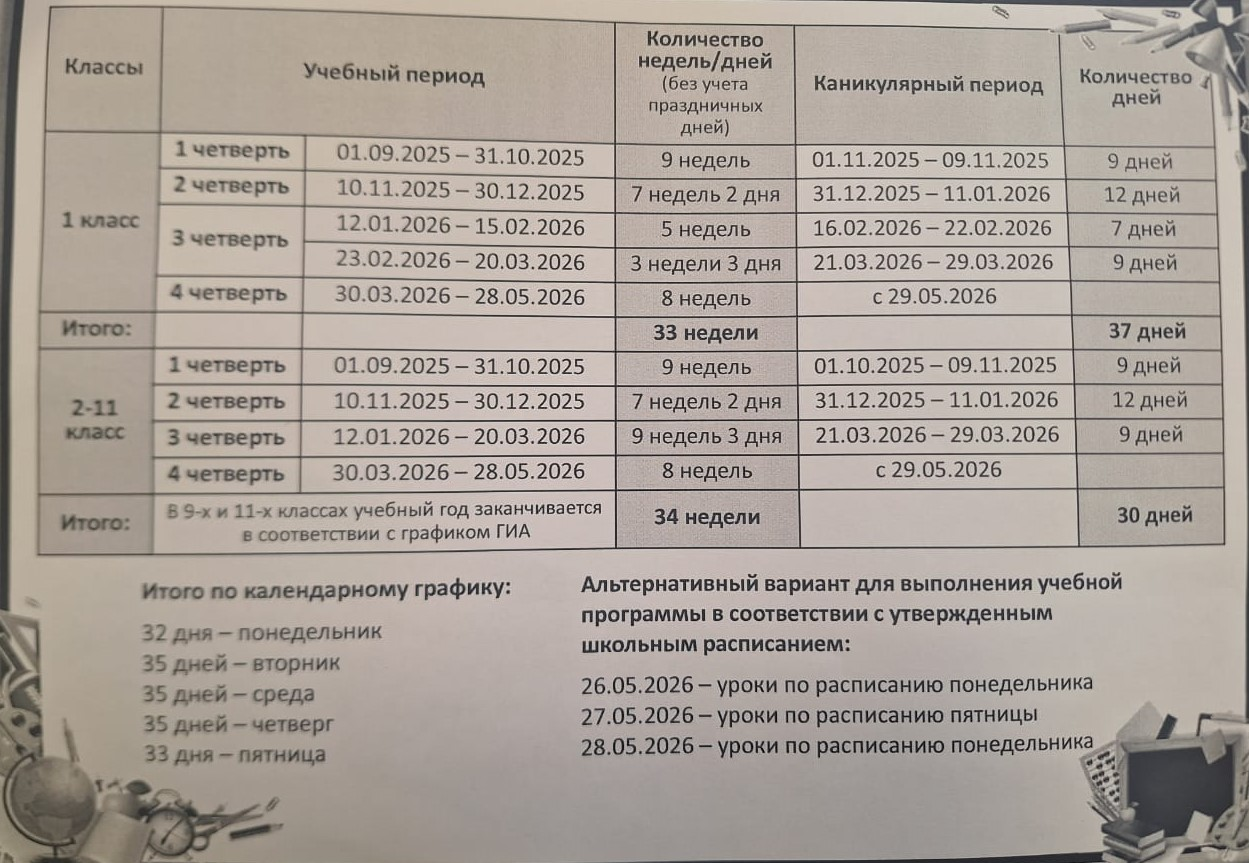 Классы
Учебный период
Количество
недель/дней
(без учета
праздничных
дней)
Каникулярный период
Количество
дней
1 класс
1 четверть 01.09.2025 – 31.10.2025 9 недель 01.11.2025 – 09.11.2025 9 дней
2 четверть 10.11.2025 – 30.12.2025 7 недель 2 дня 31.12.2025 – 11.01.2026 12 дней
3 четверть 12.01.2026 – 15.02.2026 5 недель 16.02.2026 – 22.02.2026 7 дней
23.02.2026 – 20.03.2026 3 недели 3 дня 21.03.2026 – 29.03.2026 9 дней
4 четверть 30.03.2026 – 28.05.2026 8 недель с 29.05.2026
Итого: 33 недели 37 дней
2-11
класс
1 четверть 01.09.2025 – 31.10.2025 9 недель 01.10.2025 – 09.11.2025 9 дней
2 четверть 10.11.2025 – 30.12.2025 7 недель 2 дня 31.12.2025 – 11.01.2026 12 дней
3 четверть 12.01.2026 – 20.03.2026 9 недель 3 дня 21.03.2026 – 29.03.2026 9 дней
4 четверть 30.03.2026 – 28.05.2026 8 недель с 29.05.2026
Итого:
В 9-х и 11-х классах учебный год заканчивается
в соответствии с графиком ГИА
34 недели 30 дней
Итого по календарному графику:
32 дня – понедельник
35 дней – вторник
35 дней – среда
35 дней – четверг
33 дня – пятница
Альтернативный вариант для выполнения учебной
программы в соответствии с утвержденным
школьным расписанием:
26.05.2026 – уроки по расписанию понедельника
27.05.2026 – уроки по расписанию пятницы
28.05.2026 – уроки по расписанию понедельника